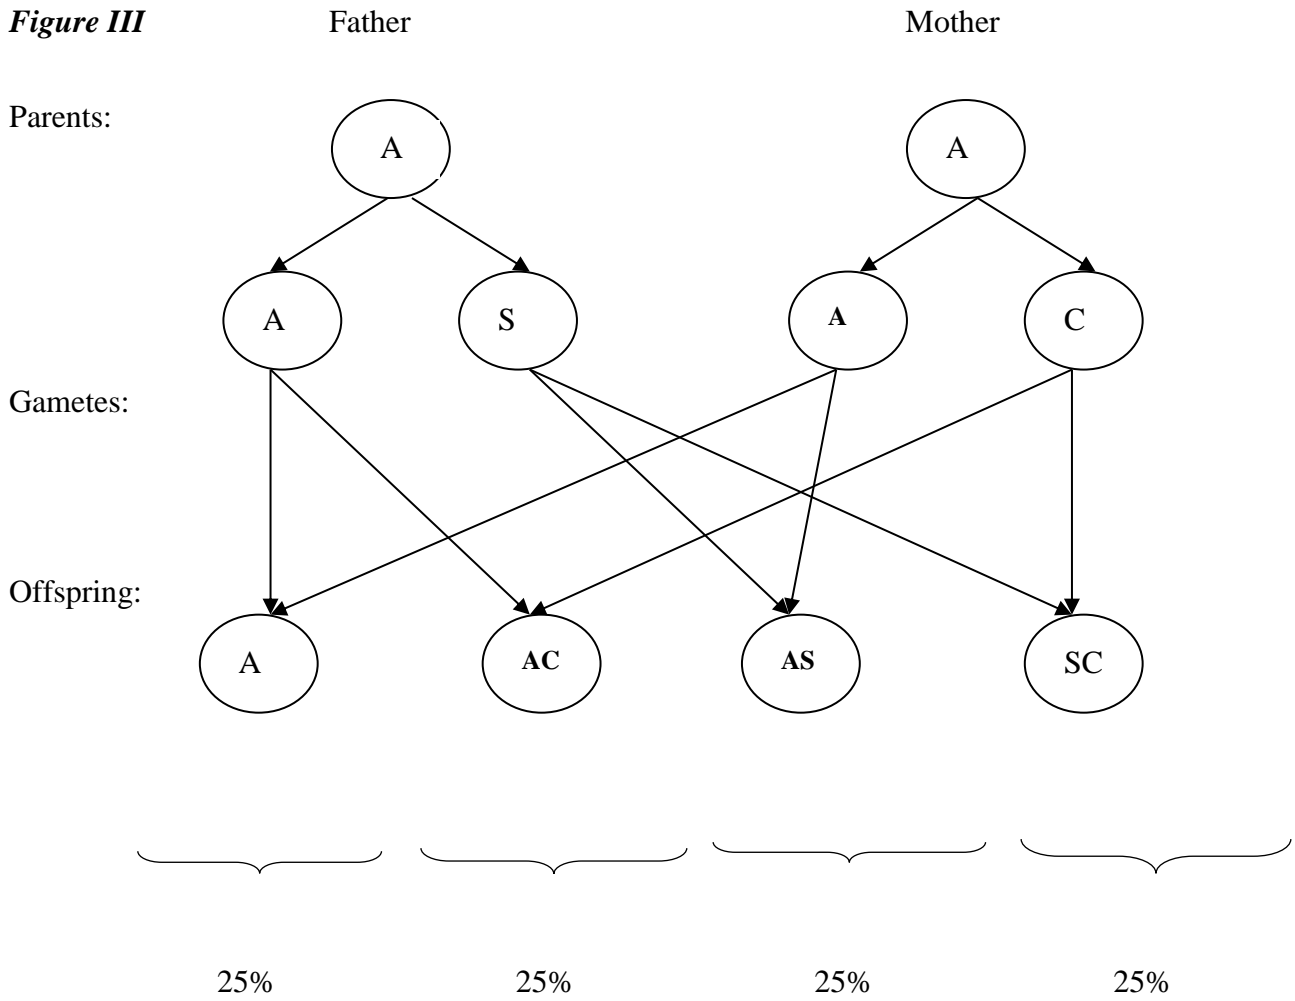 Figure III Father Mother
Parents:
A A
A S A C
Gametes:
Offspring:
A AC AS SC
25% 25% 25% 25%